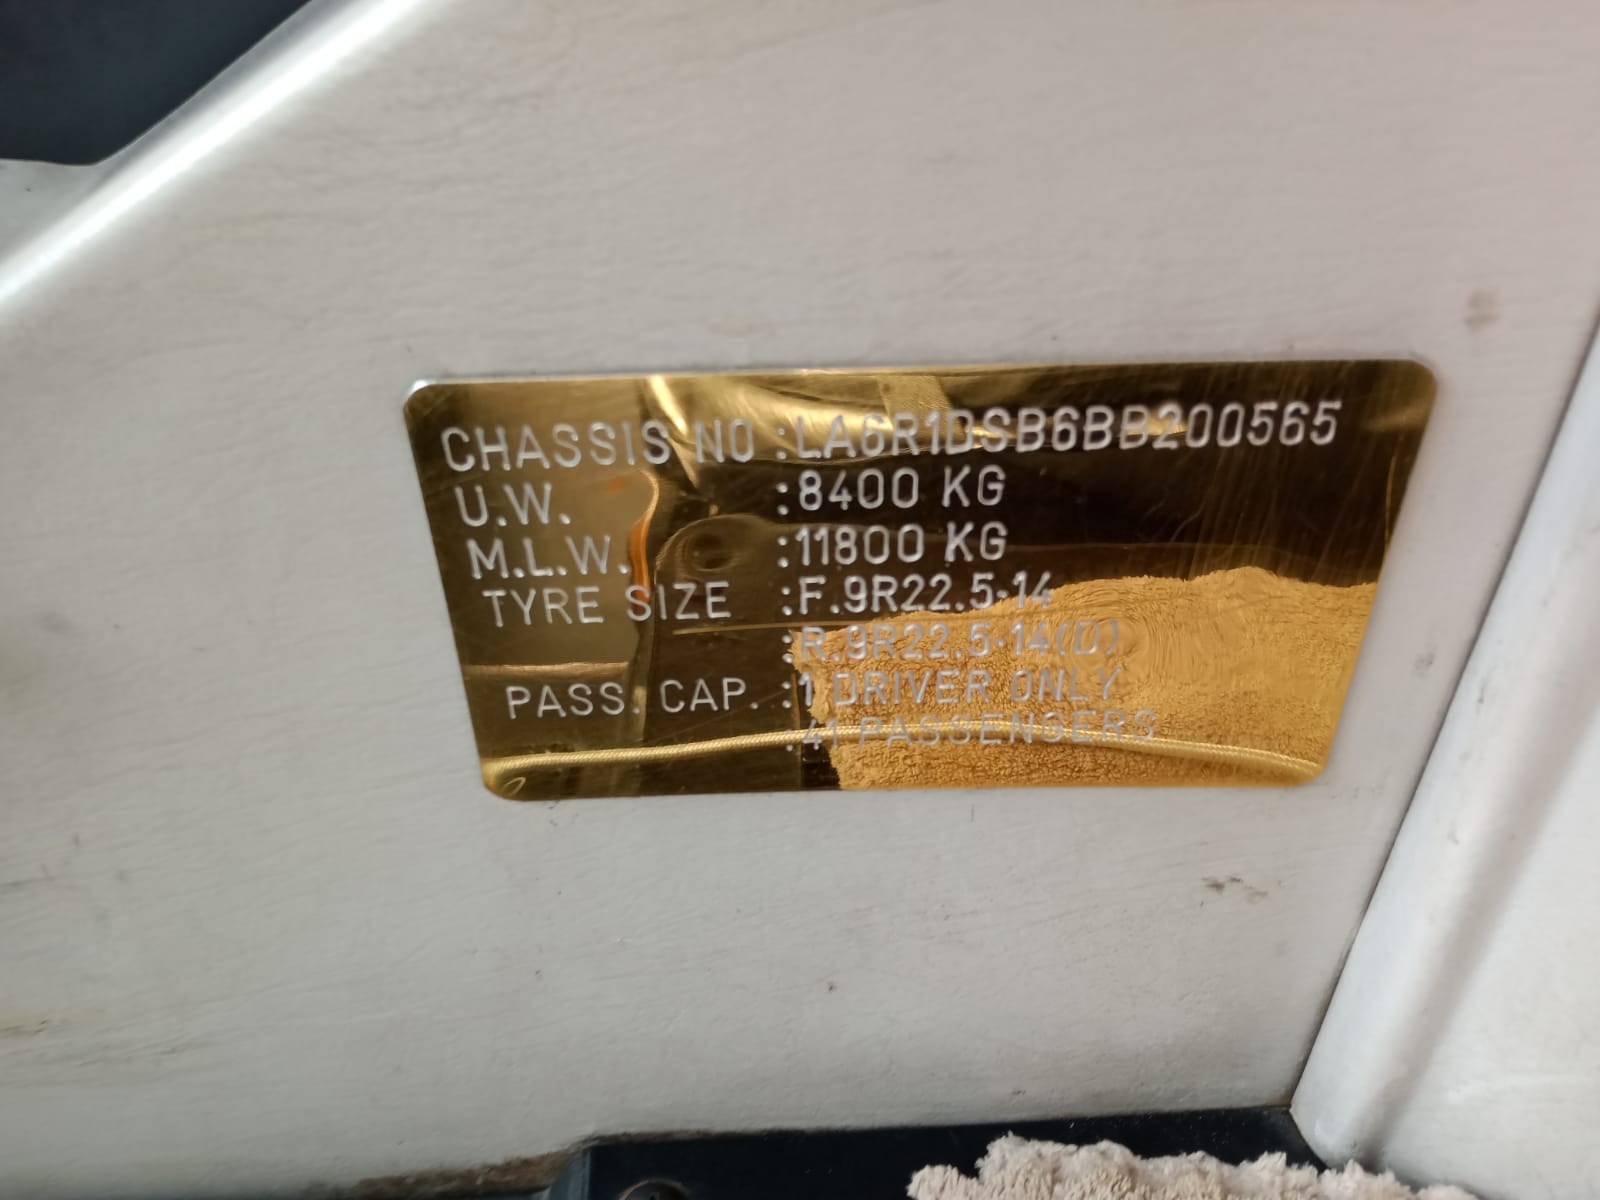 CHASSIS NO :LA6R1DSB6BB200565
U.W. :8400 KG
M.L.W. :11800 KG
TYRE SIZE :F.9R22.5-14
:R.9R22.5-14(D)
PASS. CAP. :1 DRIVER ONLY
:41 PASSENGERS